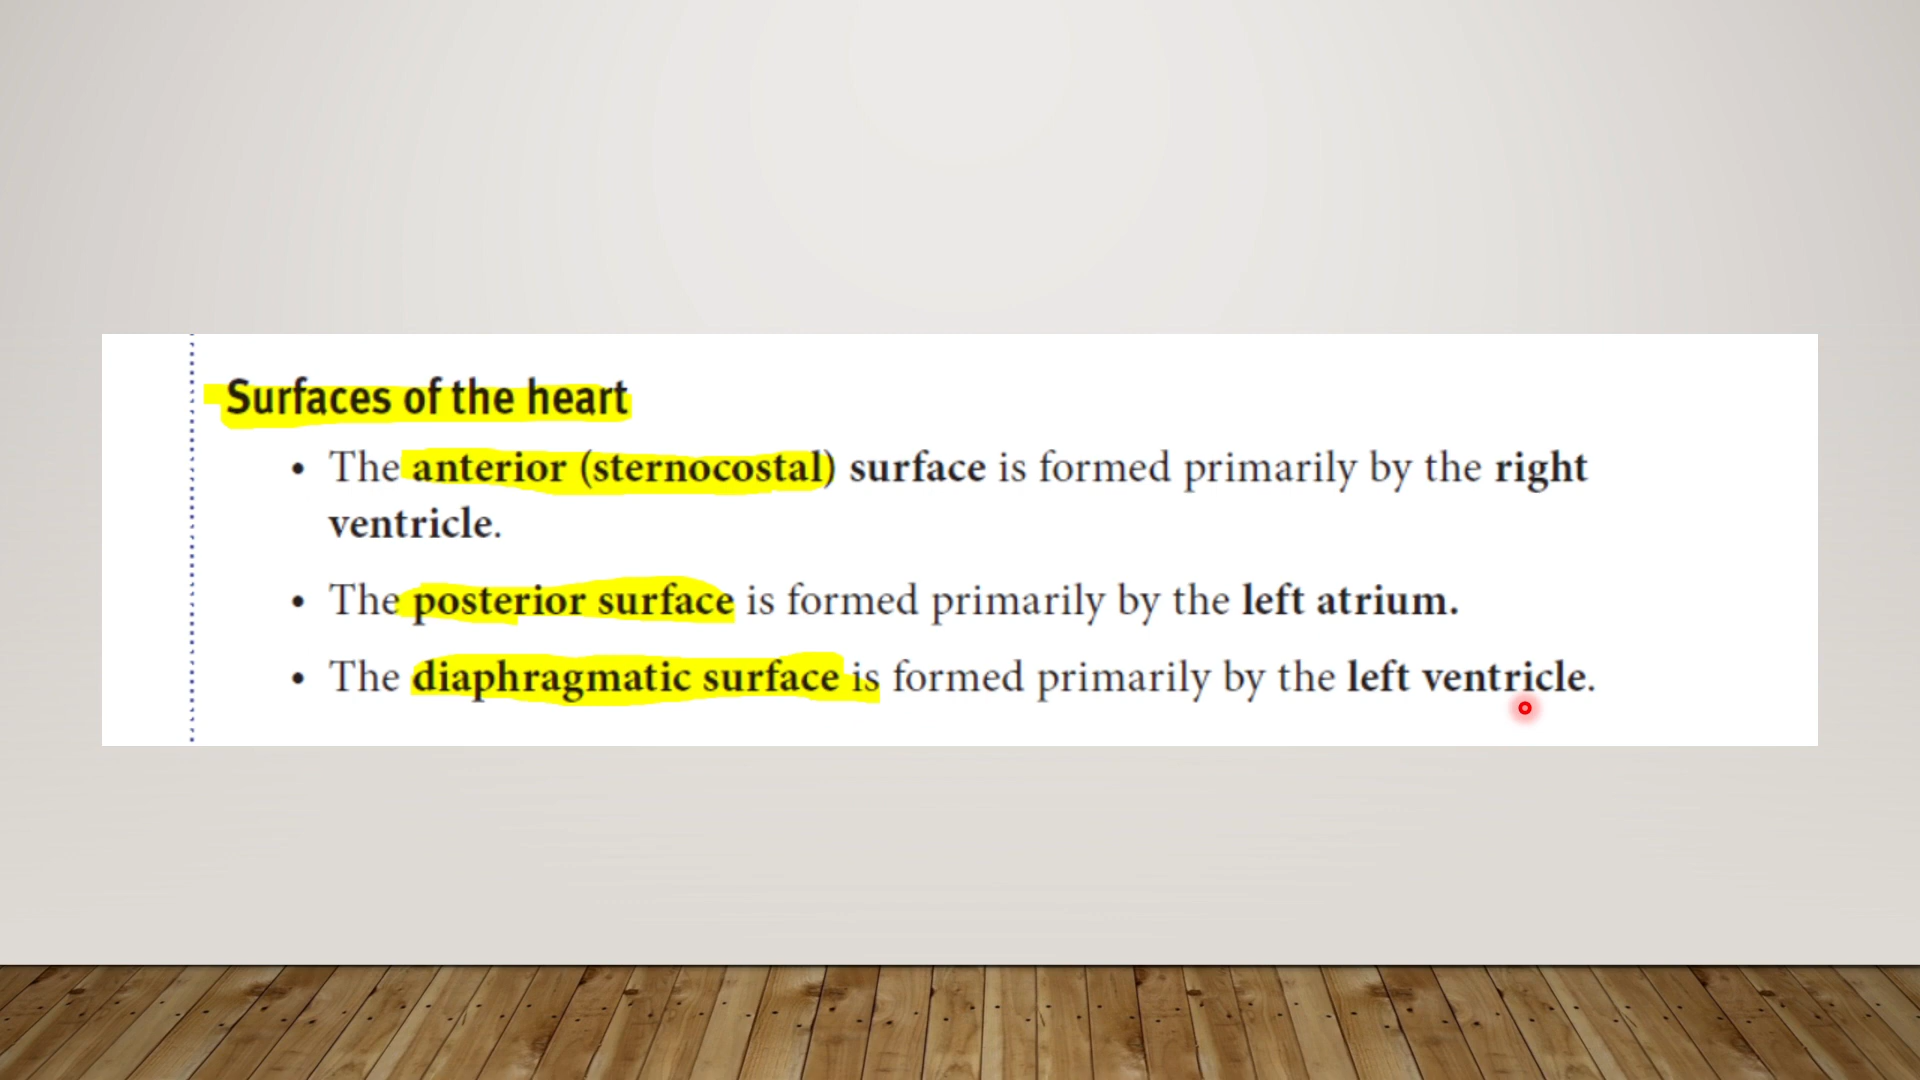 Surfaces of the heart
• The anterior (sternocostal) surface is formed primarily by the right
ventricle.
• The posterior surface is formed primarily by the left atrium.
• The diaphragmatic surface is formed primarily by the left ventricle.